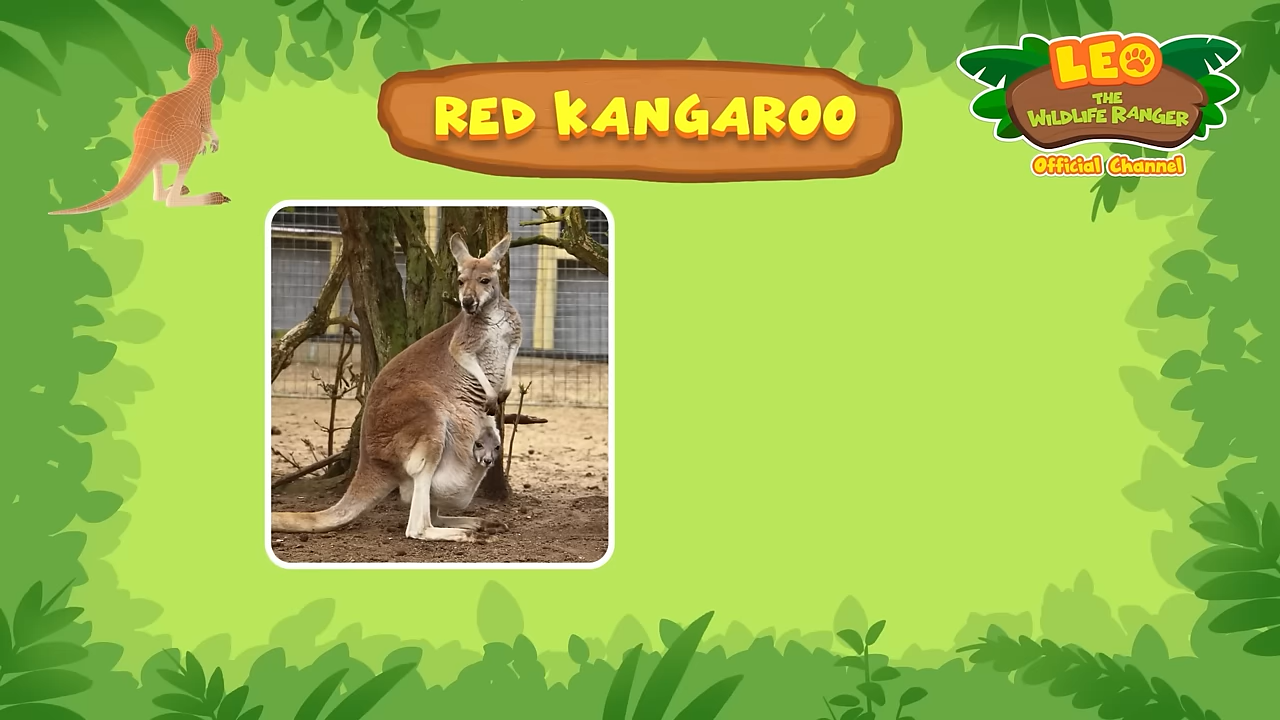 RED KANGAROO
LEO
THE
WILDLIFE RANGER
Official Channel